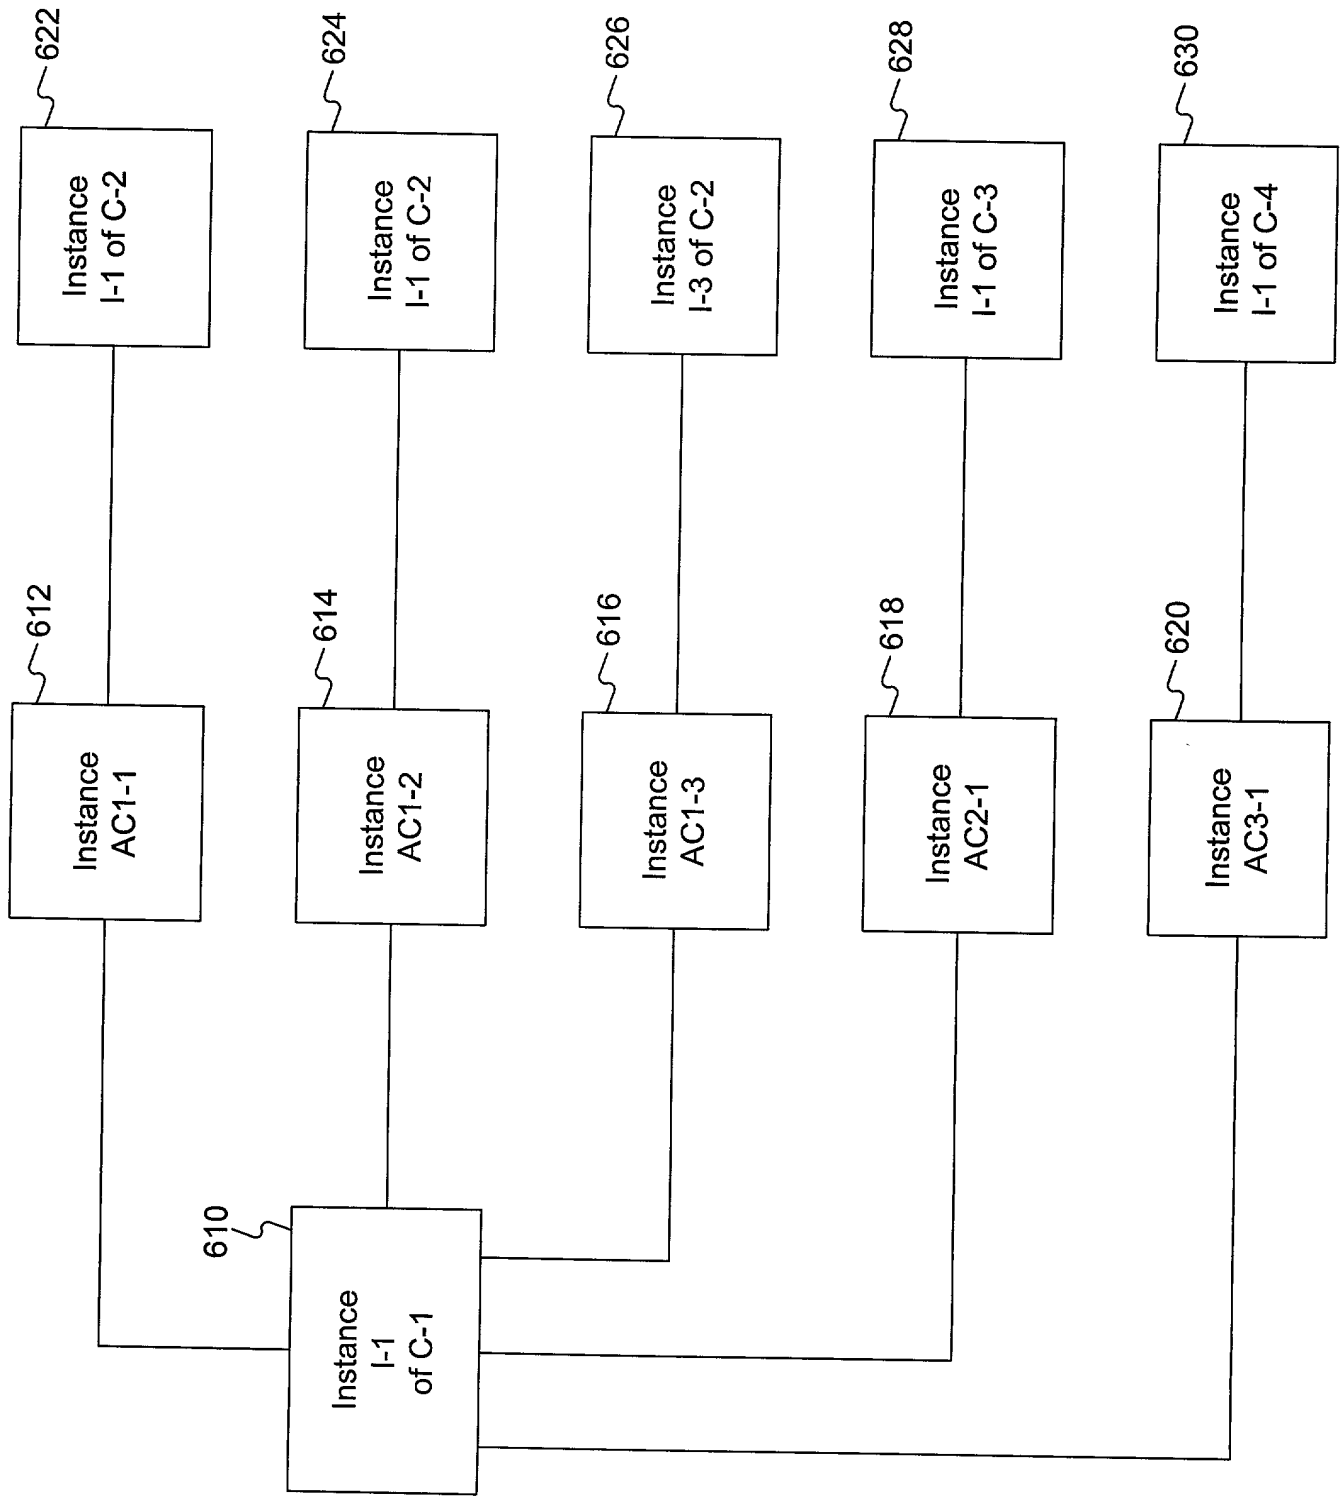 622
Instance
I-1 of C-2
624
Instance
I-1 of C-2
626
Instance
I-3 of C-2
628
Instance
I-1 of C-3
630
Instance
I-1 of C-4
612
Instance
AC1-1
614
Instance
AC1-2
616
Instance
AC1-3
618
Instance
AC2-1
620
Instance
AC3-1
610
Instance
I-1
of C-1